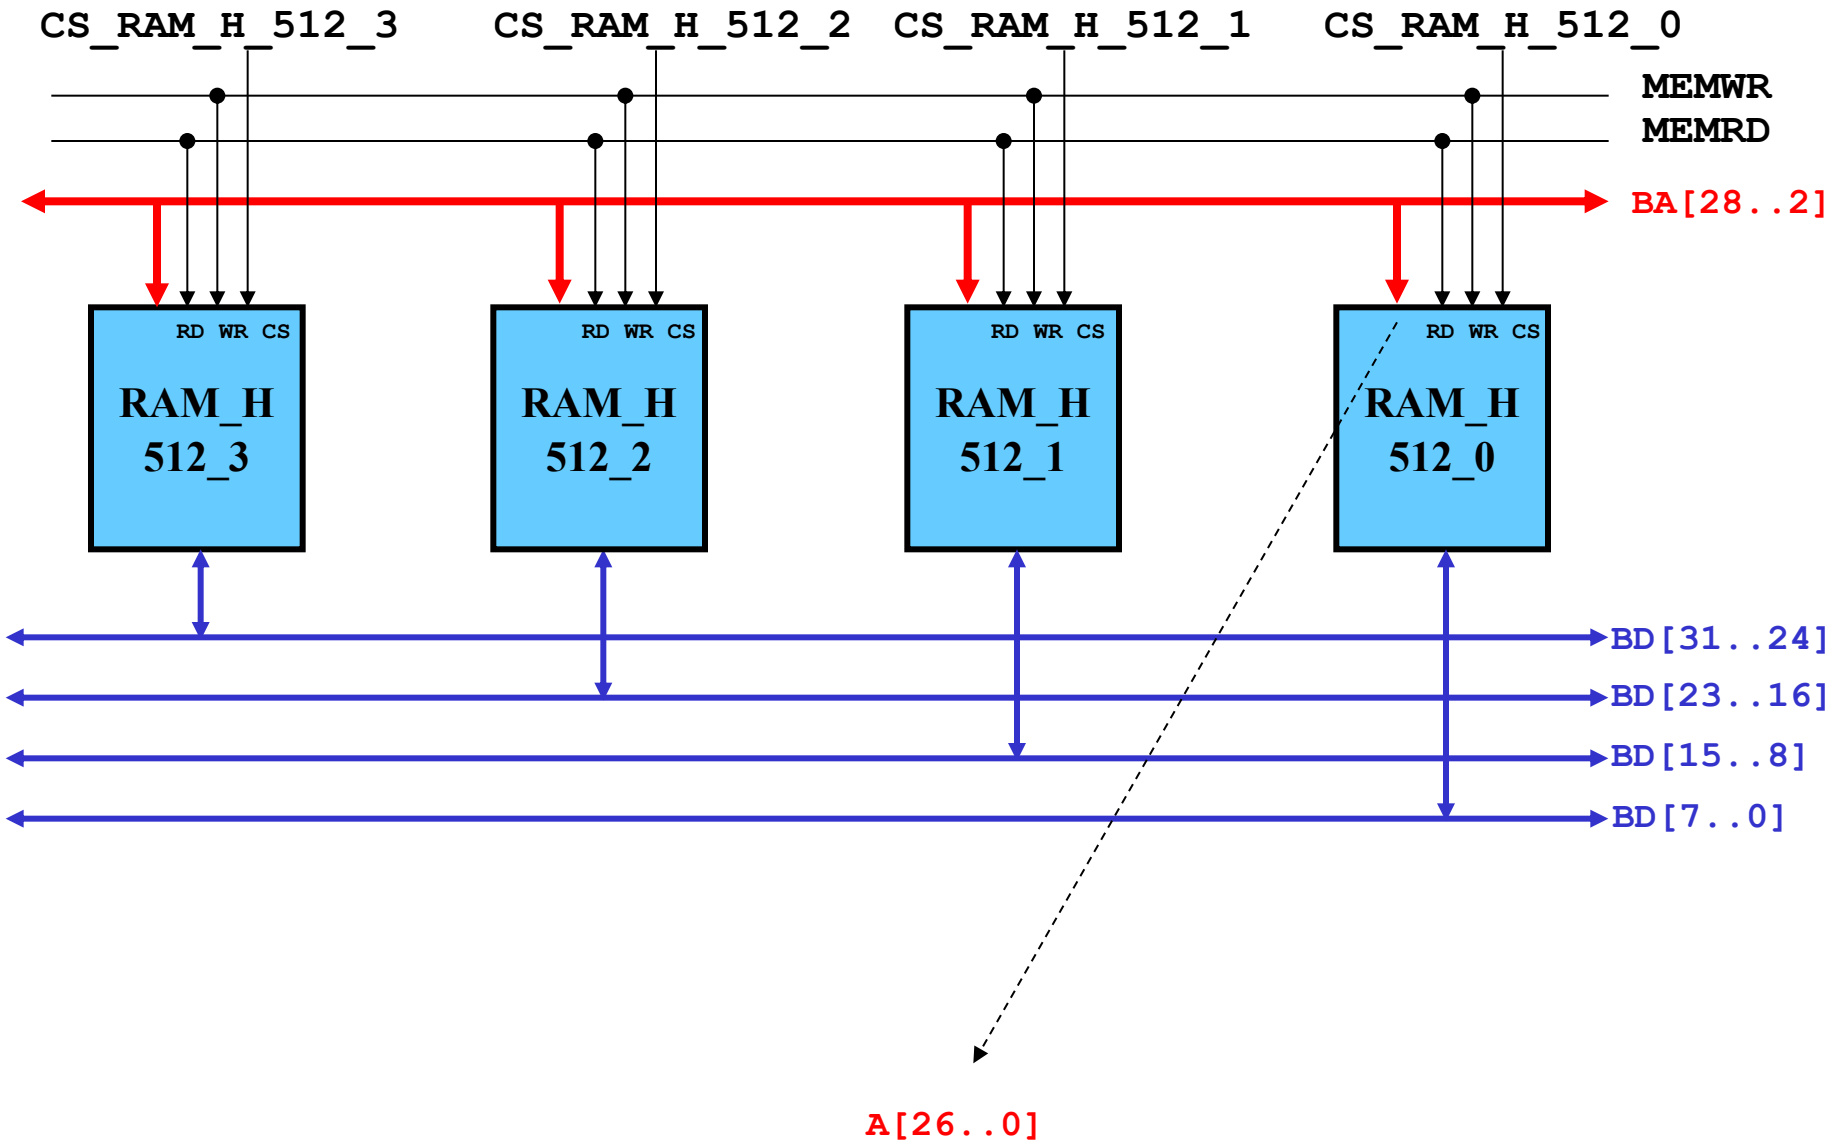 CS_RAM_H_512_3 CS_RAM_H_512_2 CS_RAM_H_512_1 CS_RAM_H_512_0
MEMWR
MEMRD
BA[28..2]
RD WR CS RD WR CS RD WR CS RD WR CS
RAM_H RAM_H RAM_H RAM_H
512_3 512_2 512_1 512_0
BD[31..24]
BD[23..16]
BD[15..8]
BD[7..0]
A[26..0]